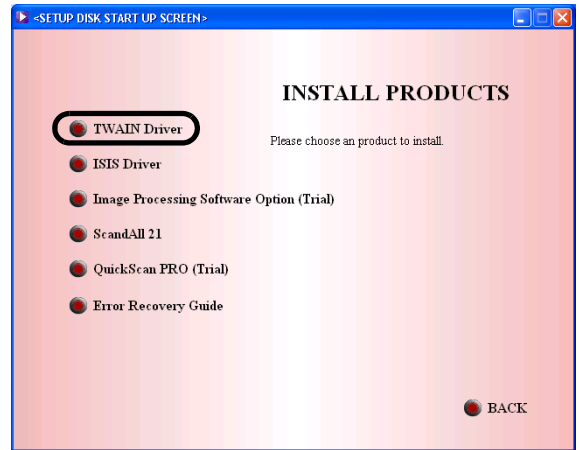 <SETUP DISK START UP SCREEN>
INSTALL PRODUCTS
Please choose an product to install.
TWAIN Driver
ISIS Driver
Image Processing Software Option (Trial)
ScandAll 21
QuickScan PRO (Trial)
Error Recovery Guide
BACK